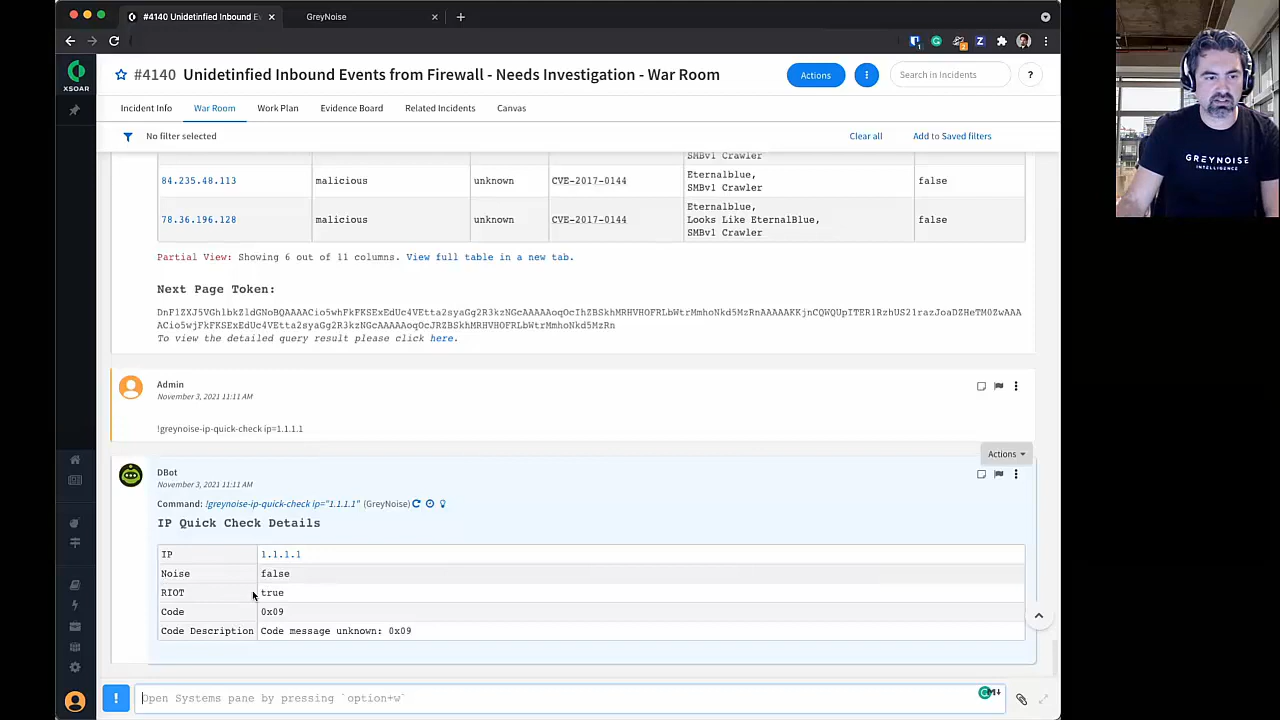 #4140 Unidetinfied Inbound Ev
GreyNoise
XSOAR
#4140 Unidetinfied Inbound Events from Firewall - Needs Investigation - War Room
Actions
Search in Incidents
?
Incident Info
War Room
Work Plan
Evidence Board
Related Incidents
Canvas
No filter selected
Clear all
Add to Saved filters
SMBv1 Crawler
84.235.48.113 malicious unknown CVE-2017-0144 Eternalblue,
SMBv1 Crawler false
78.36.196.128 malicious unknown CVE-2017-0144 Eternalblue,
Looks Like EternalBlue, false
SMBv1 Crawler
Partial View: Showing 6 out of 11 columns. View full table in a new tab.
Next Page Token:
To view the detailed query result please click here.
Admin
November 3, 2021 11:11 AM
!greynoise-ip-quick-check ip=1.1.1.1
Actions
DBot
November 3, 2021 11:11 AM
Command: !greynoise-ip-quick-check ip="1.1.1.1" (GreyNoise)
IP Quick Check Details
IP 1.1.1.1
Noise false
RIOT true
Code 0x09
Code Description Code message unknown: 0x09
! Open Systems pane by pressing `option+w`
GREYNOISE
INTELLIGENCE